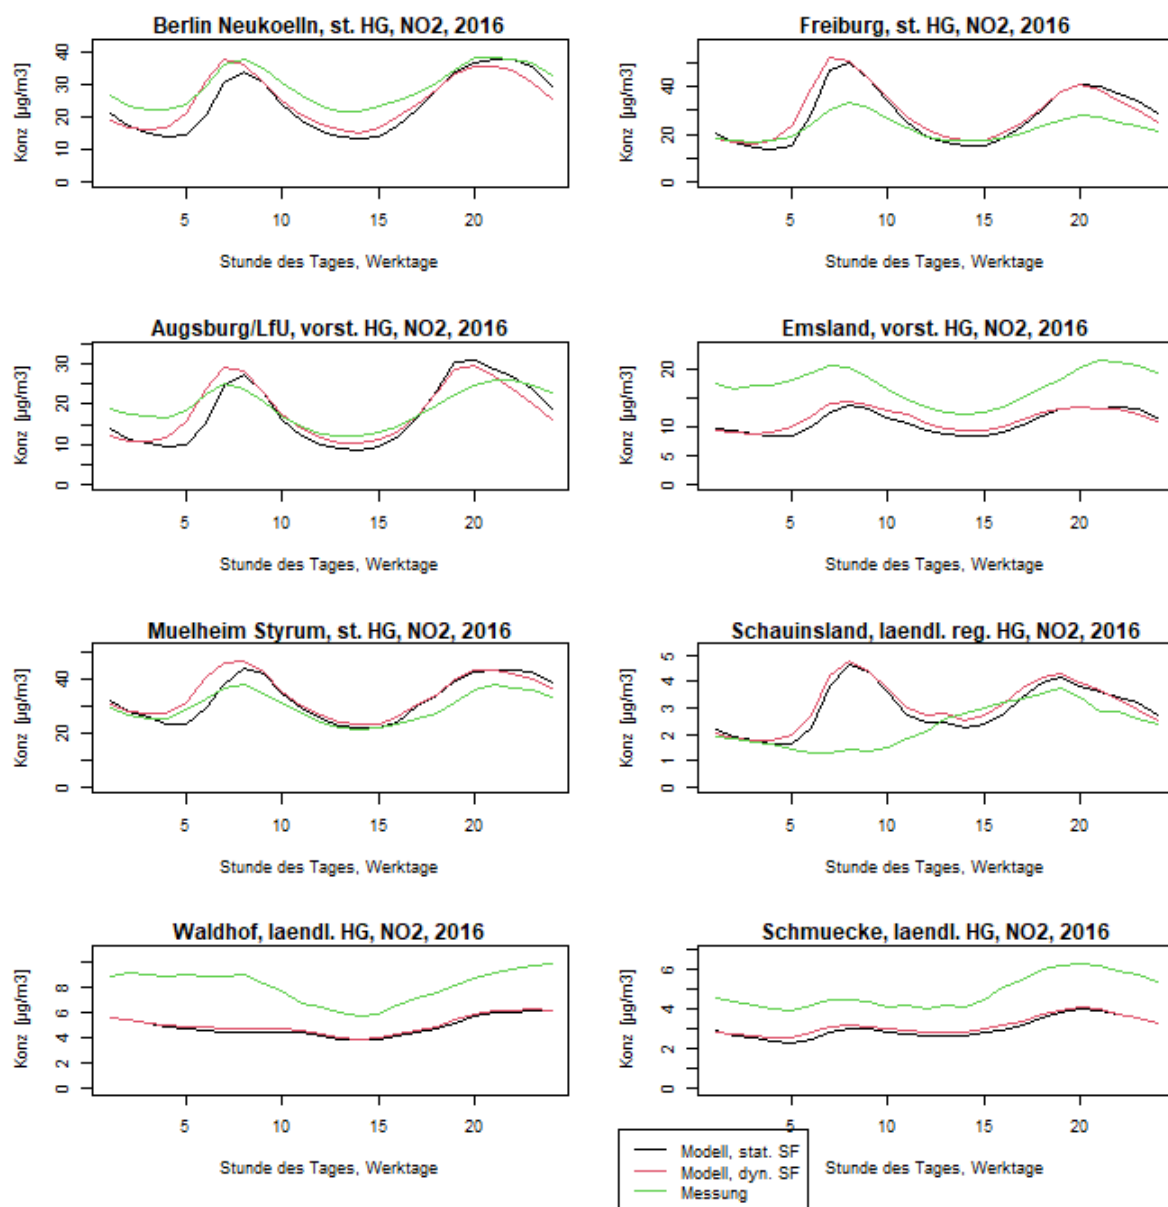 Berlin Neukoelln, st. HG, NO2, 2016
Konz [µg/m3]
0 10 20 30 40
5 10 15 20
Stunde des Tages, Werktage
Freiburg, st. HG, NO2, 2016
Konz [µg/m3]
0 20 40
5 10 15 20
Stunde des Tages, Werktage
Augsburg/LfU, vorst. HG, NO2, 2016
Konz [µg/m3]
0 10 20 30
5 10 15 20
Stunde des Tages, Werktage
Emsland, vorst. HG, NO2, 2016
Konz [µg/m3]
0 5 10 20
5 10 15 20
Stunde des Tages, Werktage
Muelheim Styrum, st. HG, NO2, 2016
Konz [µg/m3]
0 20 40
5 10 15 20
Stunde des Tages, Werktage
Schauinsland, laendl. reg. HG, NO2, 2016
Konz [µg/m3]
0 1 2 3 4 5
5 10 15 20
Stunde des Tages, Werktage
Waldhof, laendl. HG, NO2, 2016
Konz [µg/m3]
0 2 4 6 8
5 10 15 20
Stunde des Tages, Werktage
Schmuecke, laendl. HG, NO2, 2016
Konz [µg/m3]
0 2 4 6
5 10 15 20
Stunde des Tages, Werktage
Modell, stat. SF
Modell, dyn. SF
Messung